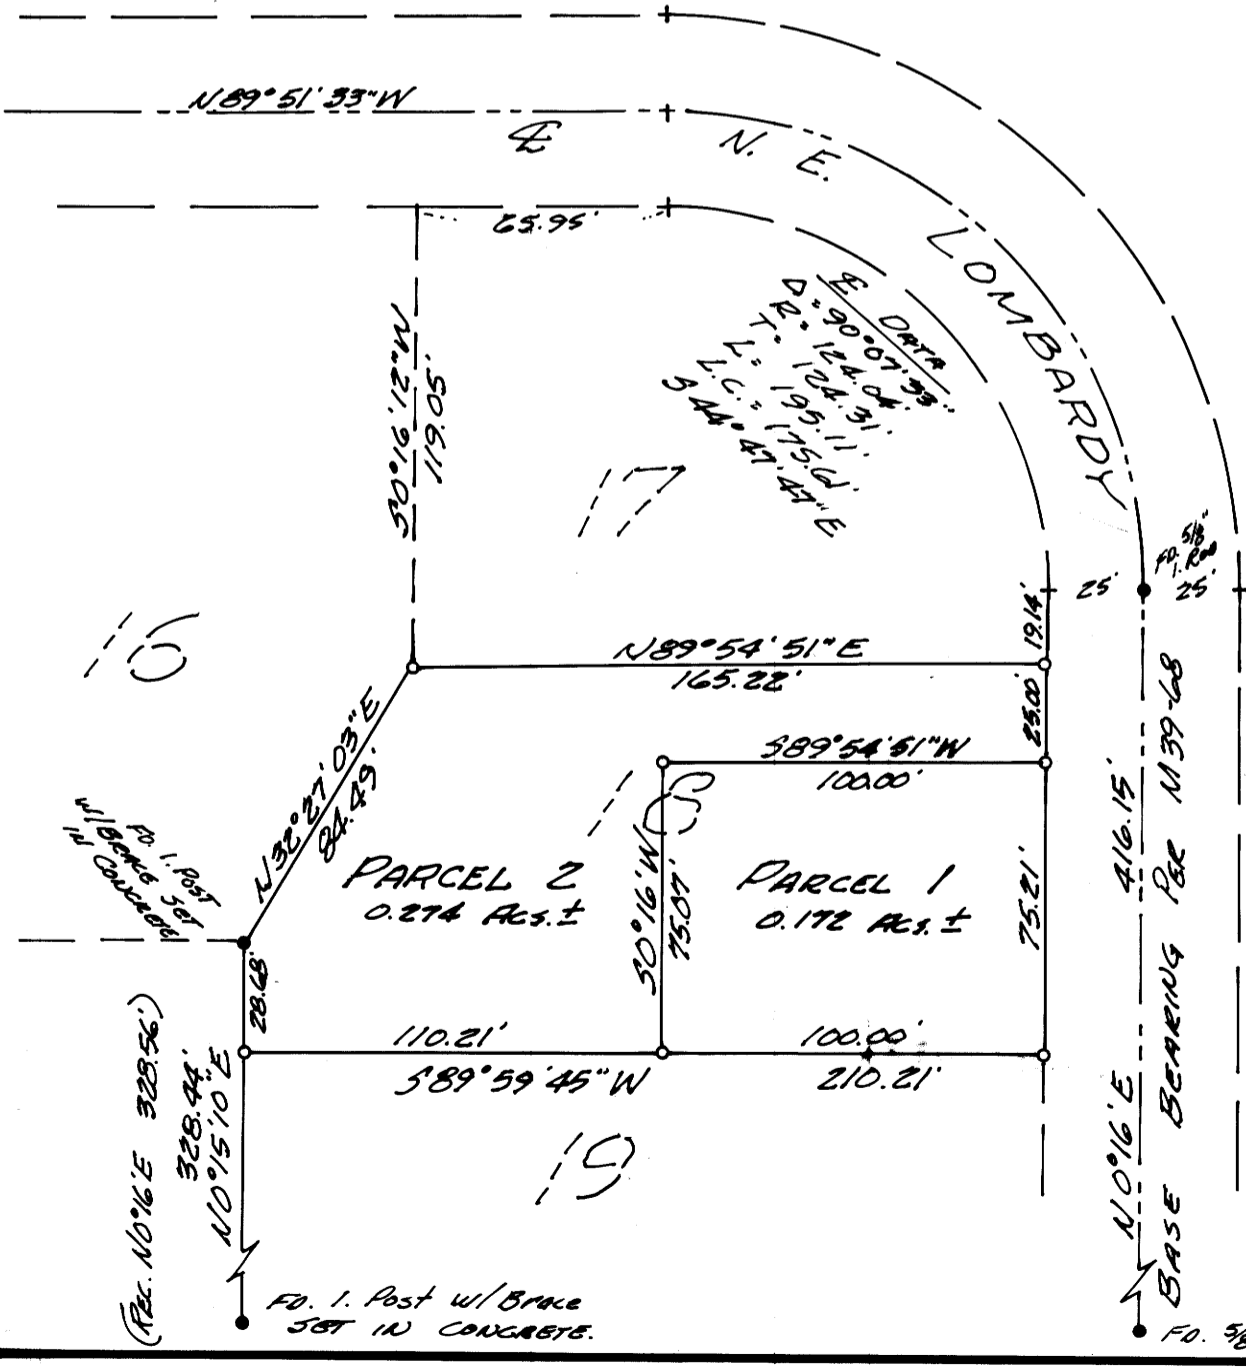 N89°51'33"W
℄
N. E.
LOMBARDY
65.95'
℄ DATA
Δ = 90°07'33"
R = 124.04'
T = 124.31'
L = 195.11'
L.C. = 175.61'
S44°47'47"E
S0°16'12"W
119.05'
17
16
FD. 5/8"
I. ROD
25'
25'
19.14'
N89°54'51"E
165.22'
25.00'
S89°54'51"W
100.00'
N32°27'03"E
84.49'
18
FD. I. POST
W/BRACE SET
IN CONCRETE
PARCEL 2
0.274 Acs.±
PARCEL 1
0.172 Acs.±
S0°16'W
75.07'
75.21'
416.15'
N0°16'E
BASE BEARING PER M39-68
28.68'
110.21'
100.00'
S89°59'45"W
210.21'
(REC. N0°16'E 328.56')
328.44'
N0°15'10"E
19
FD. I. Post w/Brace
SET IN CONCRETE.
FD. 5/8